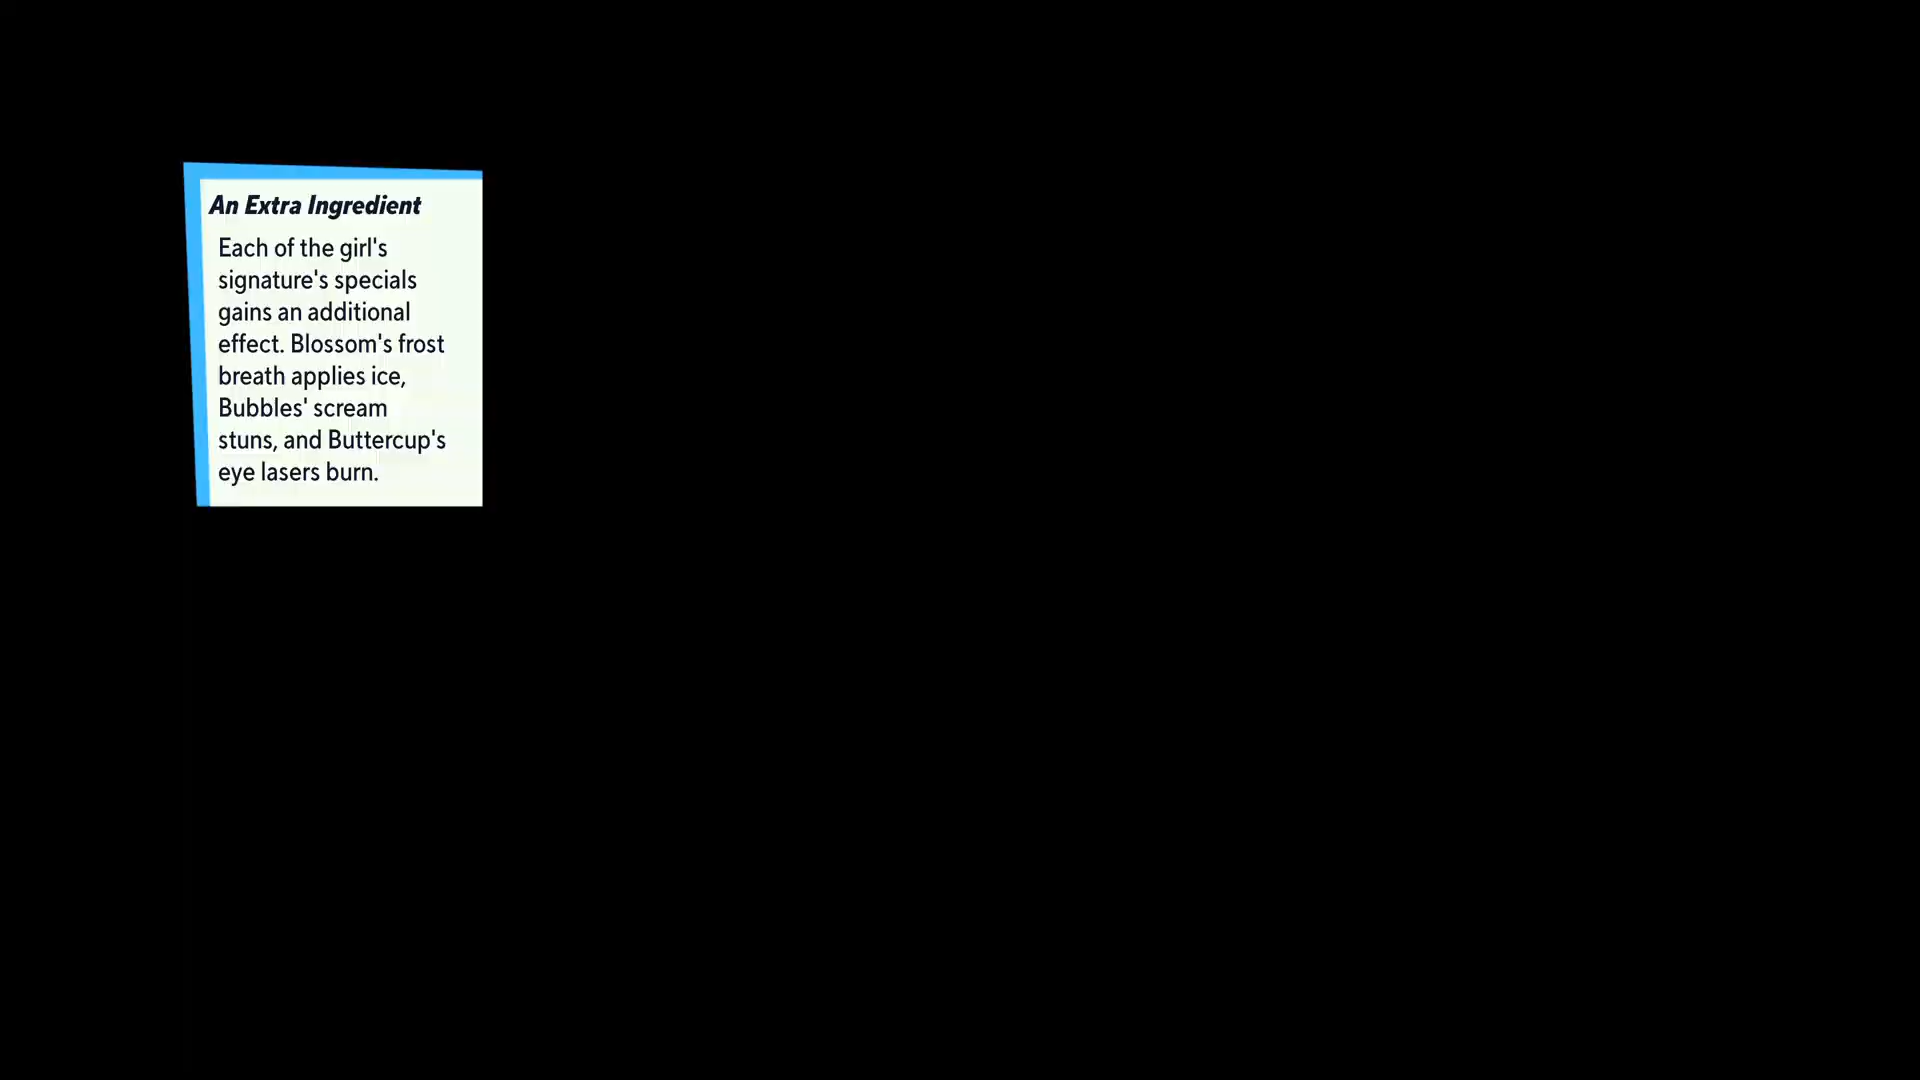 An Extra Ingredient
Each of the girl's
signature's specials
gains an additional
effect. Blossom's frost
breath applies ice,
Bubbles' scream
stuns, and Buttercup's
eye lasers burn.